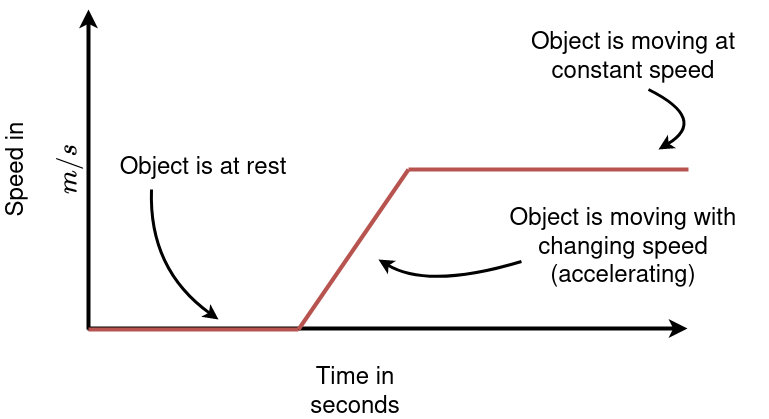 Object is moving at
constant speed
Object is at rest
Speed in
m/s
Object is moving with
changing speed
(accelerating)
Time in
seconds